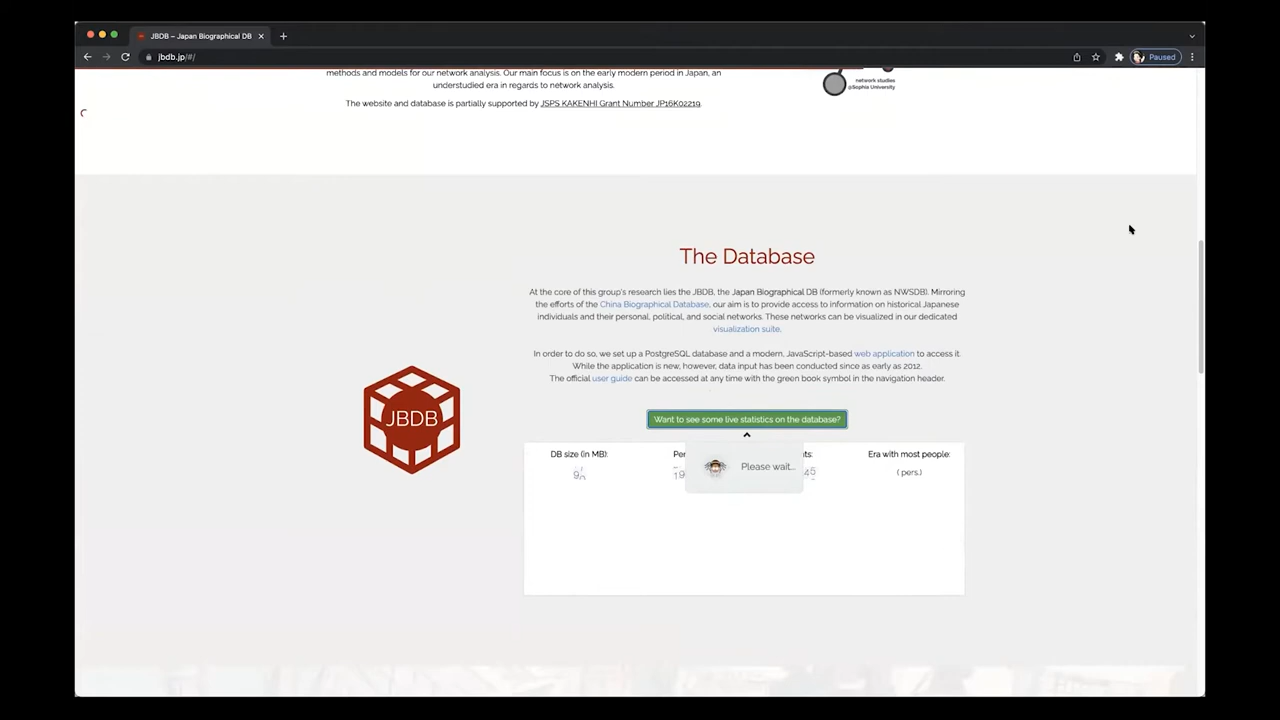 JBDB – Japan Biographical DB
jbdb.jp/#/
Paused
methods and models for our network analysis. Our main focus is on the early modern period in Japan, an
understudied era in regards to network analysis.
The website and database is partially supported by JSPS KAKENHI Grant Number JP16K02219.
network studies
@Sophia University
The Database
At the core of this group's research lies the JBDB, the Japan Biographical DB (formerly known as NWSDB). Mirroring
the efforts of the China Biographical Database, our aim is to provide access to information on historical Japanese
individuals and their personal, political, and social networks. These networks can be visualized in our dedicated
visualization suite.
In order to do so, we set up a PostgreSQL database and a modern, JavaScript-based web application to access it.
While the application is new, however, data input has been conducted since as early as 2012.
The official user guide can be accessed at any time with the green book symbol in the navigation header.
JBDB
Want to see some live statistics on the database?
DB size (in MB):
Please wait...
Era with most people:
( pers.)